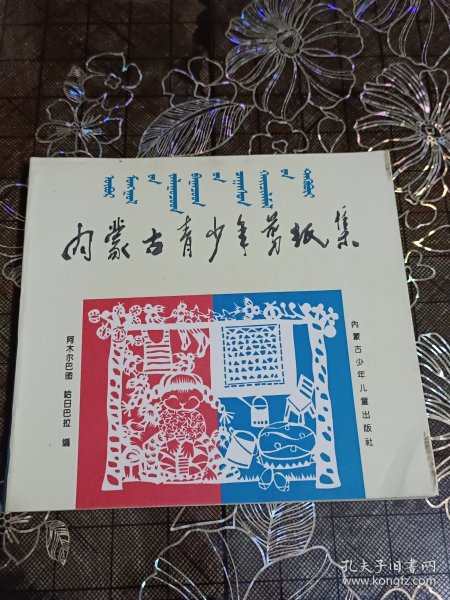 内蒙古青少年剪纸集
阿木尔巴图 哈日巴拉 编
内蒙古少年儿童出版社
孔夫子旧书网
www.kongfz.com